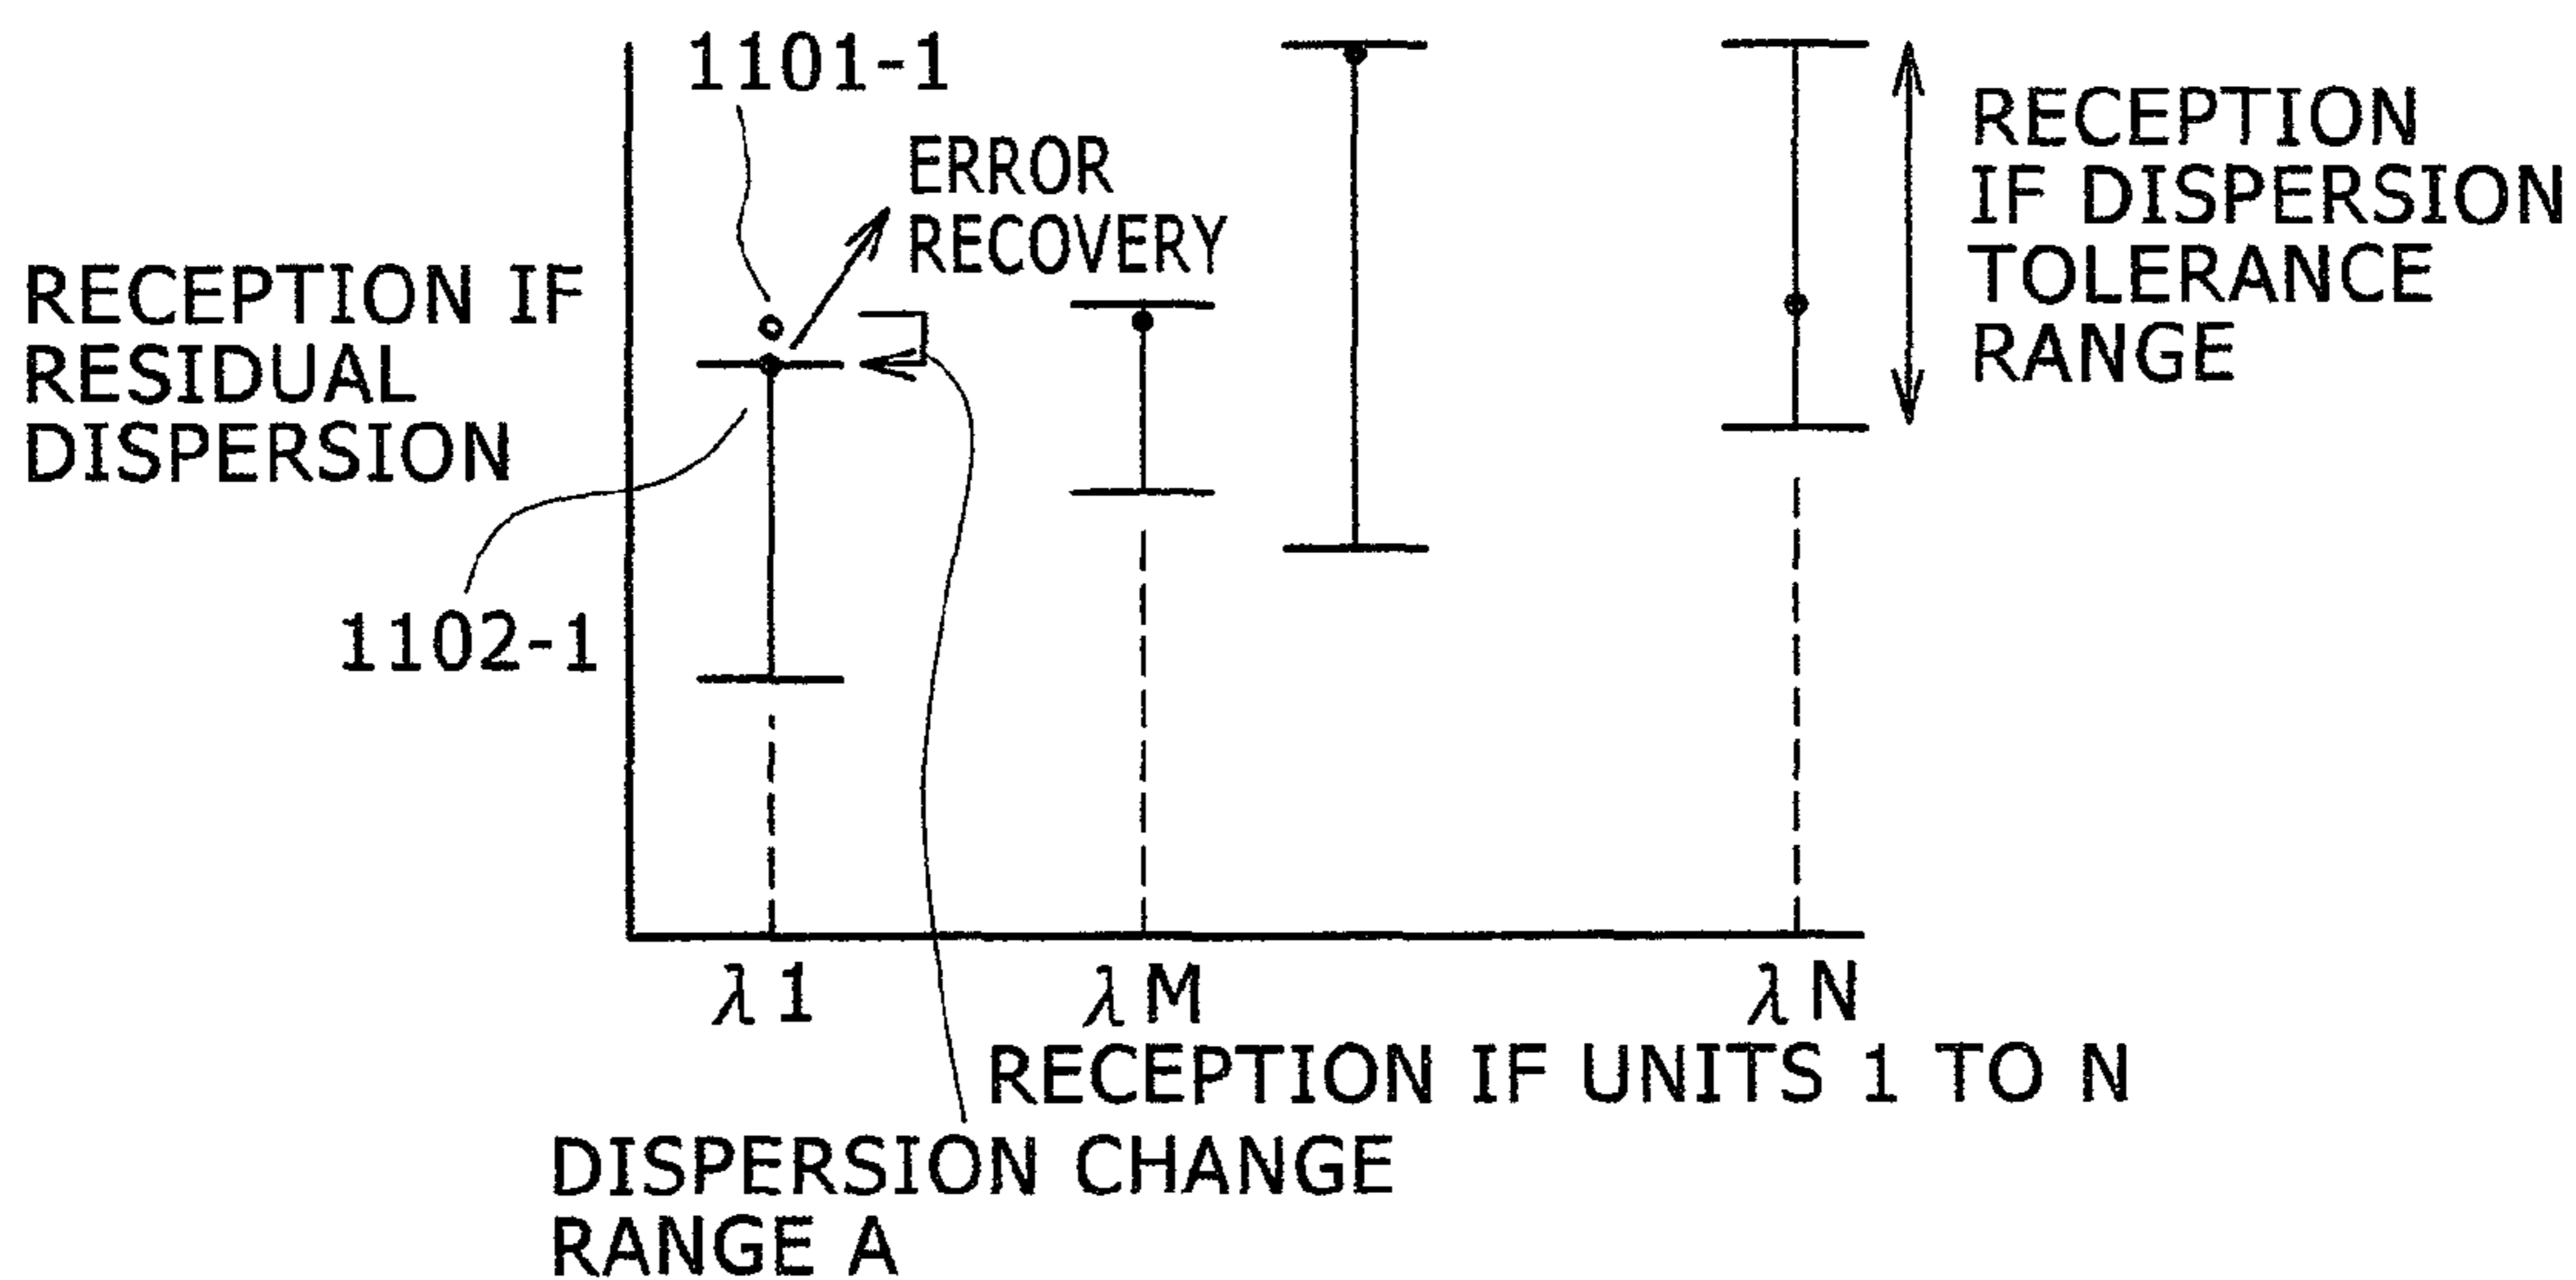 1101-1
ERROR
RECOVERY
RECEPTION IF
RESIDUAL
DISPERSION
1102-1
RECEPTION
IF DISPERSION
TOLERANCE
RANGE
λ1
λM
λN
RECEPTION IF UNITS 1 TO N
DISPERSION CHANGE
RANGE A